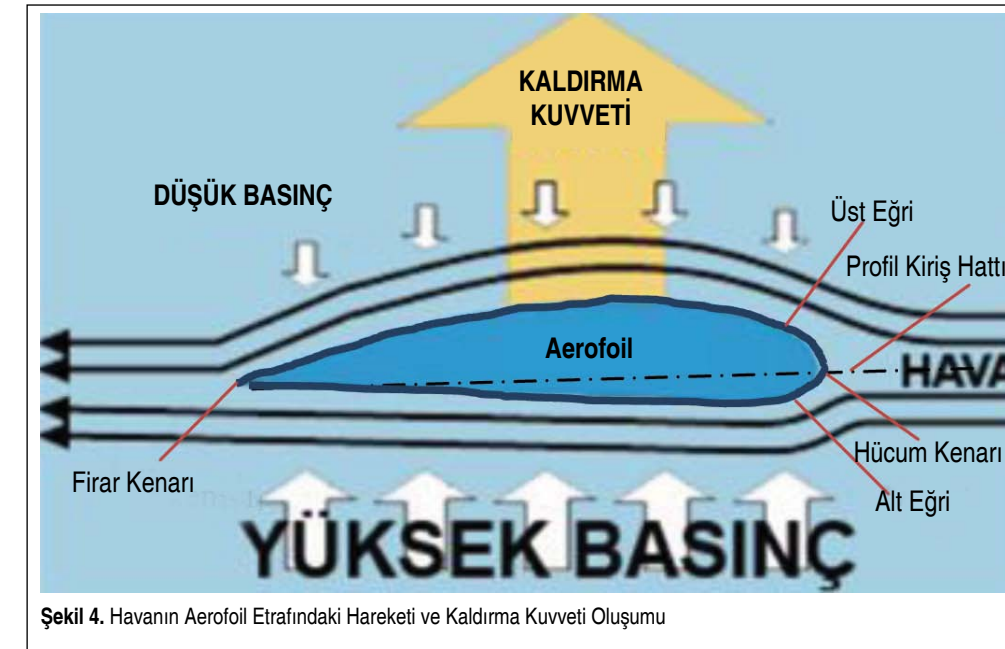 KALDIRMA
KUVVETİ
DÜŞÜK BASINÇ
Üst Eğri
Profil Kiriş Hattı
Aerofoil
HAVA
Hücum Kenarı
Firar Kenarı
Alt Eğri
YÜKSEK BASINÇ
Şekil 4. Havanın Aerofoil Etrafındaki Hareketi ve Kaldırma Kuvveti Oluşumu